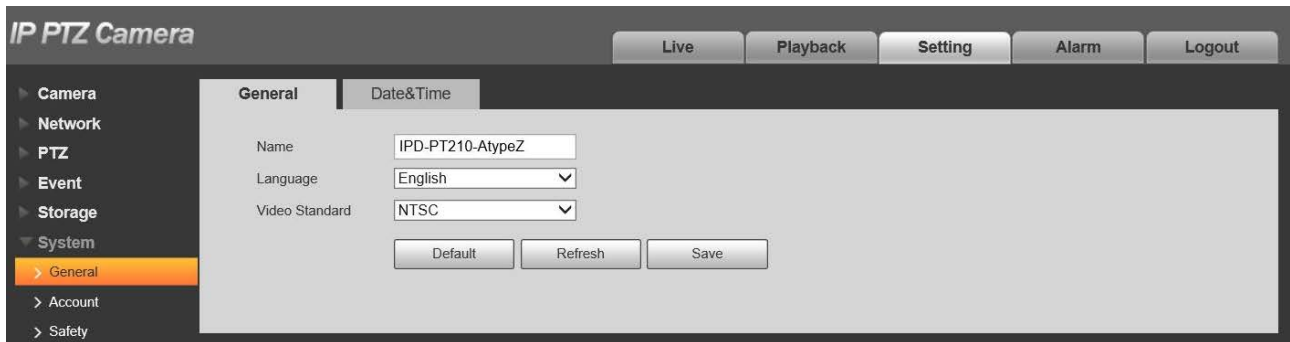 IP PTZ Camera
Live
Playback
Setting
Alarm
Logout
Camera
Network
PTZ
Event
Storage
System
General
Account
Safety
General
Date&Time
Name
IPD-PT210-AtypeZ
Language
English
Video Standard
NTSC
Default
Refresh
Save